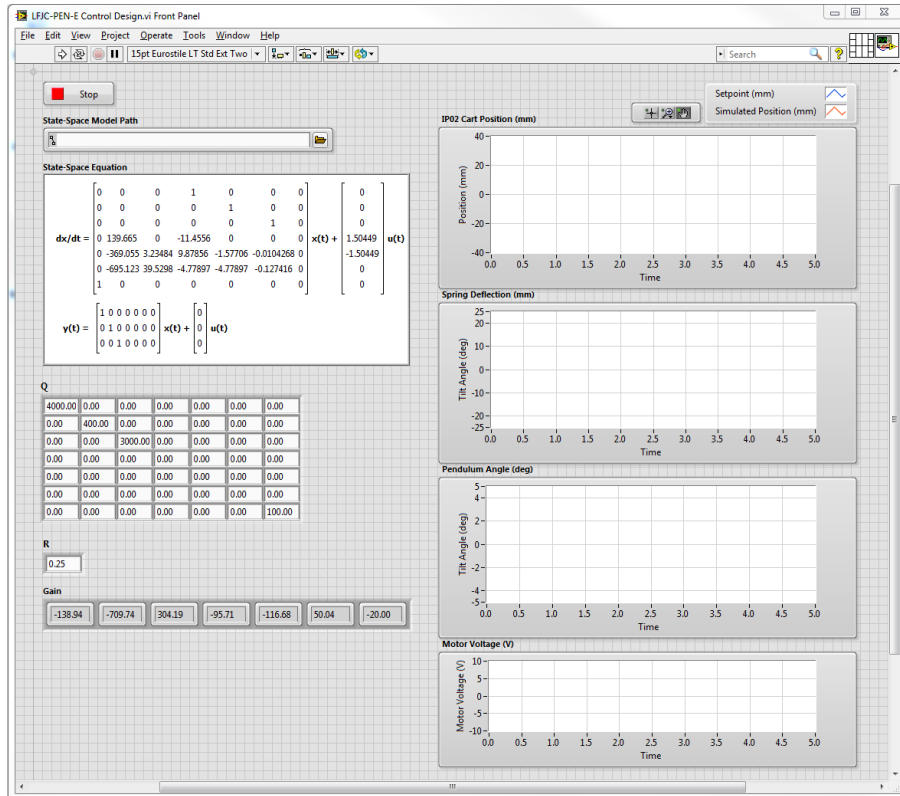 LFJC-PEN-E Control Design.vi Front Panel
File Edit View Project Operate Tools Window Help
15pt Eurostile LT Std Ext Two
Search
Stop
State-Space Model Path
State-Space Equation
dx/dt =
0 0 0 1 0 0 0
0 0 0 0 1 0 0
0 0 0 0 0 1 0
0 139.665 0 -11.4556 0 0 0
0 -369.055 3.23484 9.87856 -1.57706 -0.0104268 0
0 -695.123 39.5298 -4.77897 -4.77897 -0.127416 0
1 0 0 0 0 0 0
x(t) +
0
0
0
1.50449
-1.50449
0
0
u(t)
y(t) =
1 0 0 0 0 0 0
0 1 0 0 0 0 0
0 0 1 0 0 0 0
x(t) +
0
0
0
u(t)
Q
4000.00 0.00 0.00 0.00 0.00 0.00 0.00
0.00 400.00 0.00 0.00 0.00 0.00 0.00
0.00 0.00 3000.00 0.00 0.00 0.00 0.00
0.00 0.00 0.00 0.00 0.00 0.00 0.00
0.00 0.00 0.00 0.00 0.00 0.00 0.00
0.00 0.00 0.00 0.00 0.00 0.00 0.00
0.00 0.00 0.00 0.00 0.00 0.00 100.00
R
0.25
Gain
-138.94 -709.74 304.19 -95.71 -116.68 50.04 -20.00
Setpoint (mm)
Simulated Position (mm)
IP02 Cart Position (mm)
Position (mm)
40
20
0
-20
-40
0.0 0.5 1.0 1.5 2.0 2.5 3.0 3.5 4.0 4.5 5.0
Time
Spring Deflection (mm)
Tilt Angle (deg)
25
20
10
0
-10
-20
-25
0.0 0.5 1.0 1.5 2.0 2.5 3.0 3.5 4.0 4.5 5.0
Time
Pendulum Angle (deg)
Tilt Angle (deg)
5
4
2
0
-2
-4
-5
0.0 0.5 1.0 1.5 2.0 2.5 3.0 3.5 4.0 4.5 5.0
Time
Motor Voltage (V)
Motor Voltage (V)
10
5
0
-5
-10
0.0 0.5 1.0 1.5 2.0 2.5 3.0 3.5 4.0 4.5 5.0
Time